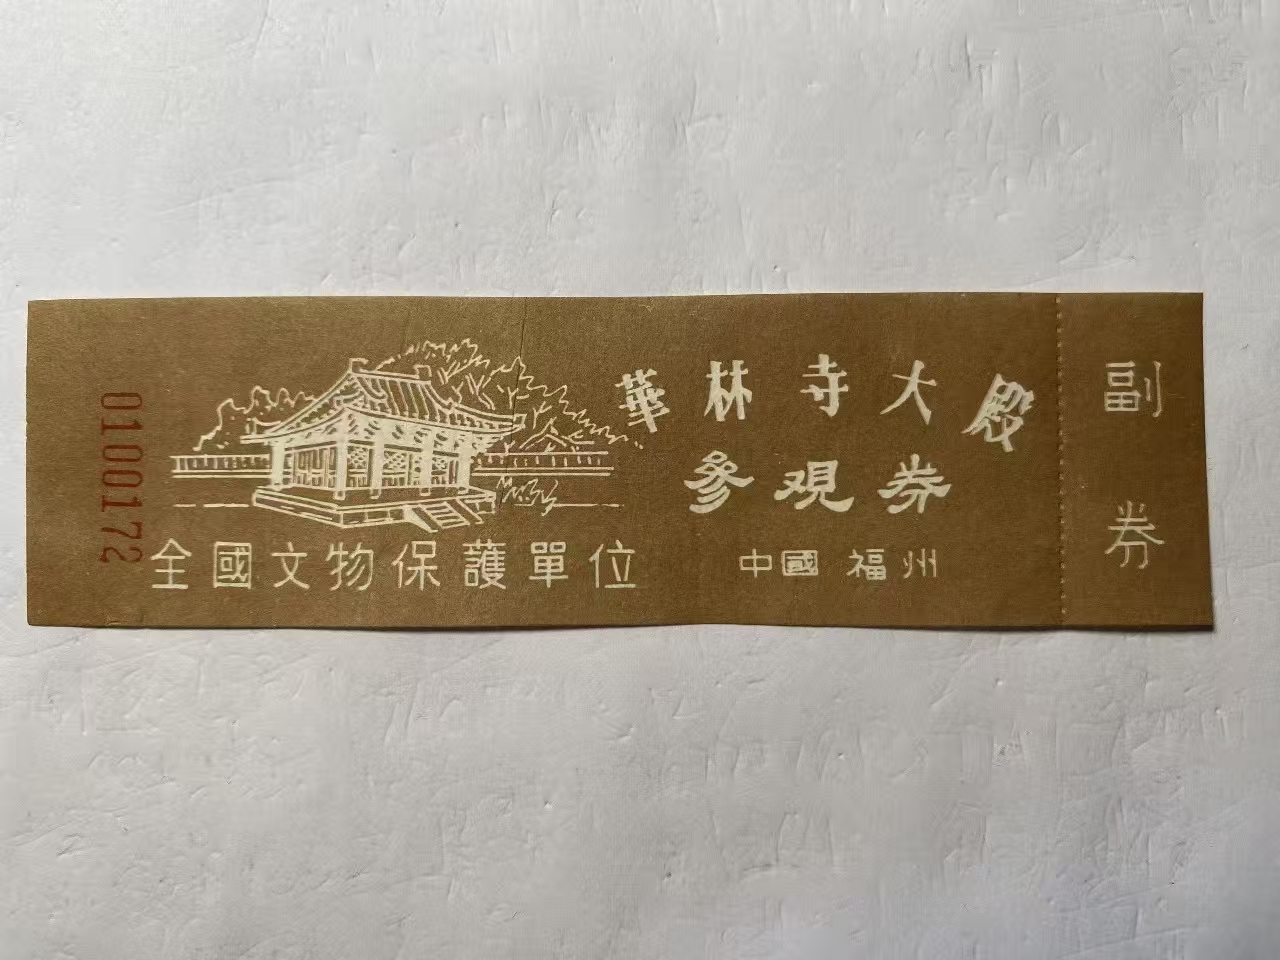 華林寺大殿
參观券
全國文物保護單位
中國 福州
副券
0100172